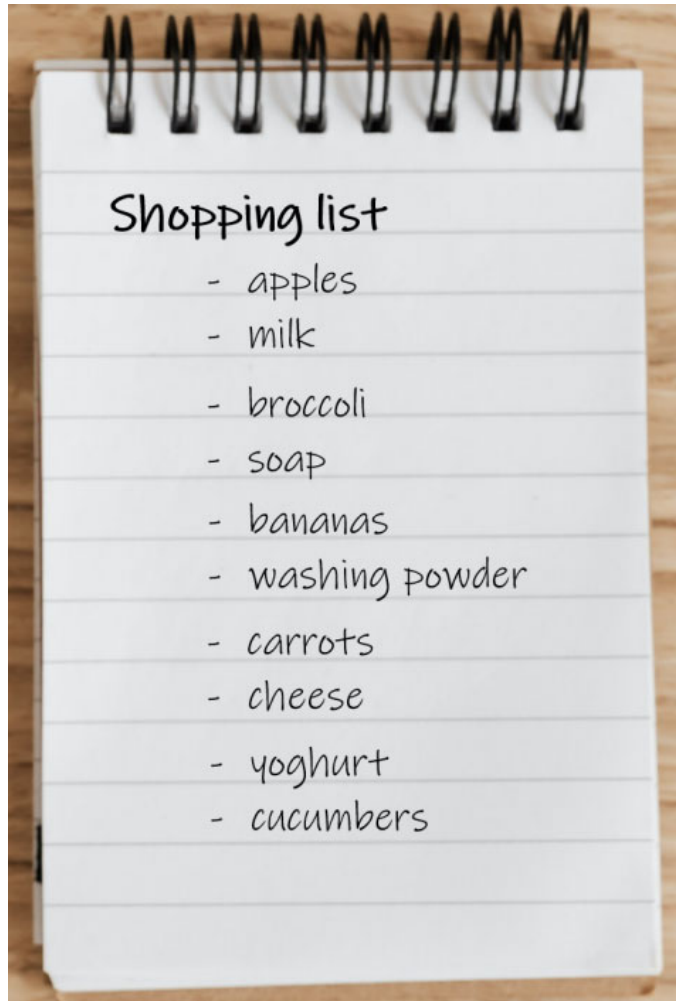 Shopping list
- apples
- milk
- broccoli
- soap
- bananas
- washing powder
- carrots
- cheese
- yoghurt
- cucumbers